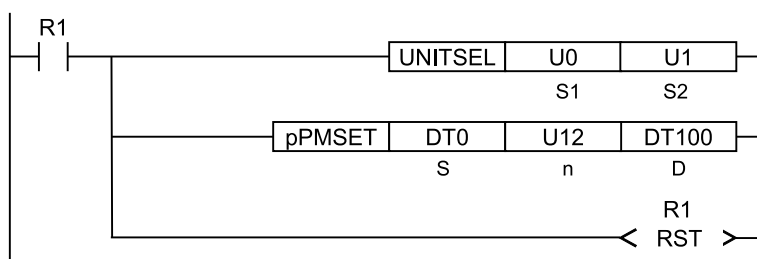 R1
UNITSEL U0 U1
S1 S2
pPMSET DT0 U12 DT100
S n D
R1
RST